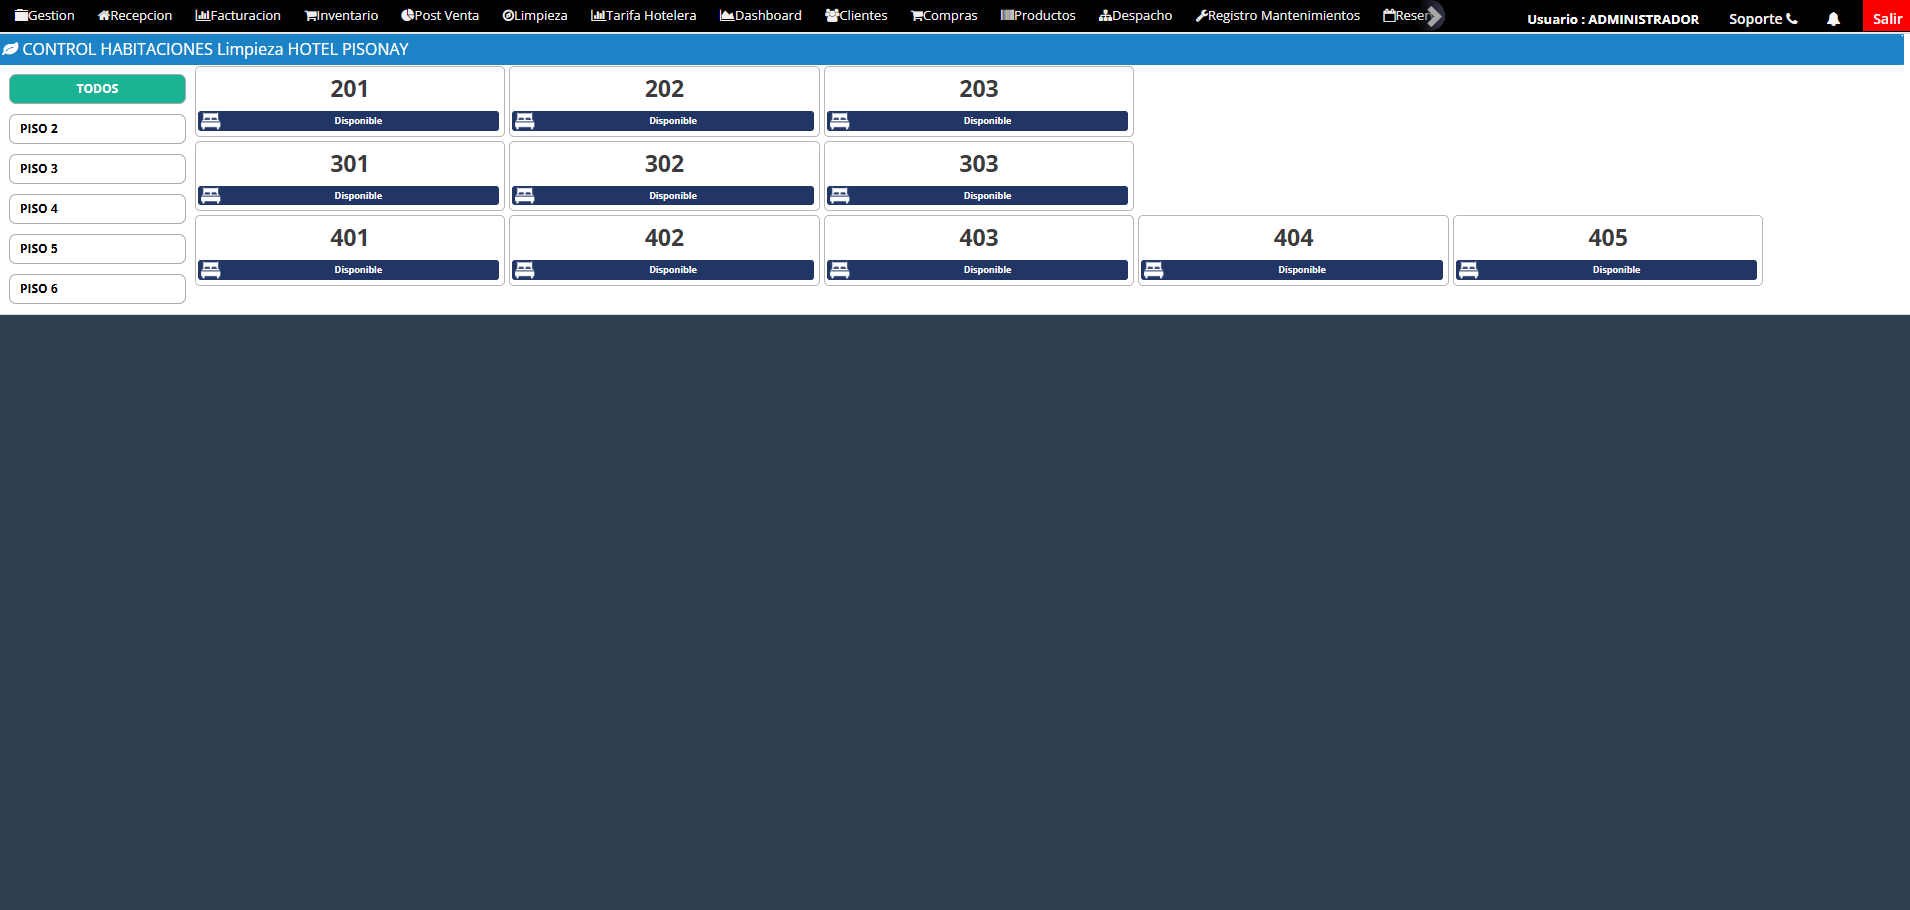 Gestion Recepcion Facturacion Inventario Post Venta Limpieza Tarifa Hotelera Dashboard Clientes Compras Productos Despacho Registro Mantenimientos Reser Usuario : ADMINISTRADOR Soporte Salir
CONTROL HABITACIONES Limpieza HOTEL PISONAY
TODOS
PISO 2
PISO 3
PISO 4
PISO 5
PISO 6
201 202 203
Disponible Disponible Disponible
301 302 303
Disponible Disponible Disponible
401 402 403 404 405
Disponible Disponible Disponible Disponible Disponible